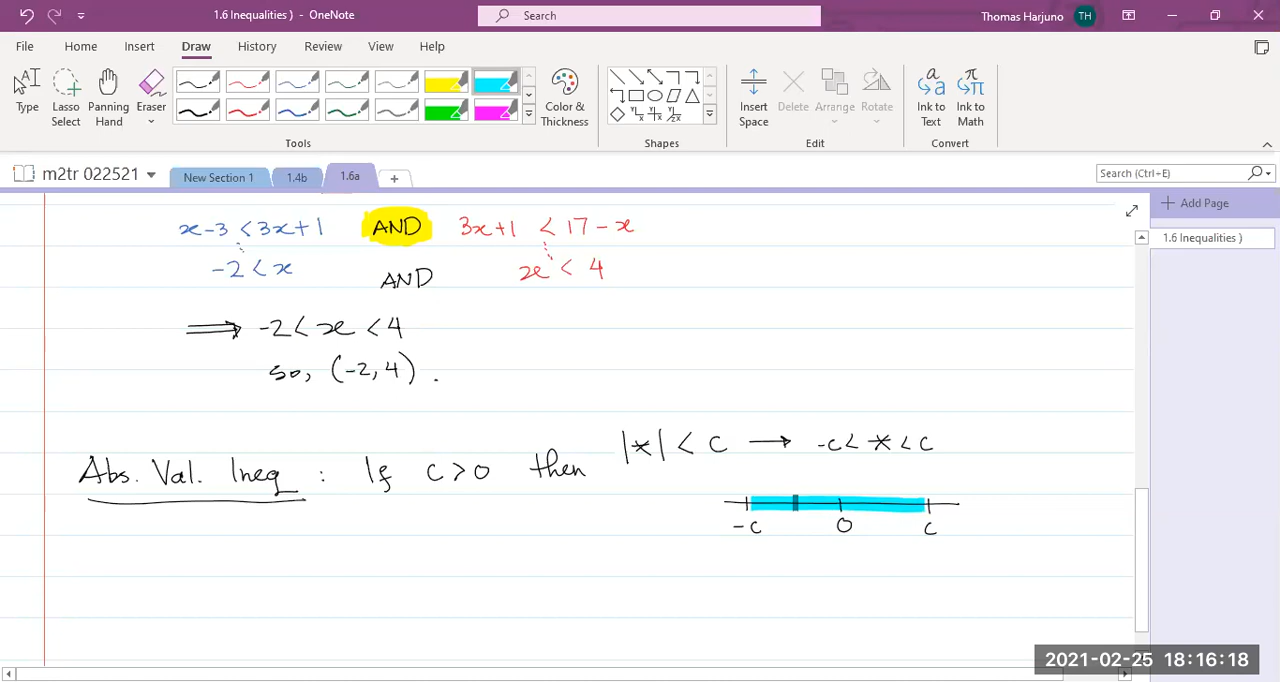 1.6 Inequalities ) - OneNote
Search
Thomas Harjuno TH
File Home Insert Draw History Review View Help
Type
Lasso Select
Panning Hand
Eraser
Color & Thickness
Insert Space
Delete
Arrange
Rotate
Ink to Text
Ink to Math
Tools
Shapes
Edit
Convert
m2tr 022521
New Section 1
1.4b
1.6a
Search (Ctrl+E)
Add Page
1.6 Inequalities )
x-3 < 3x+1 AND 3x+1 < 17-x
-2 < x AND x < 4
⟹ -2 < x < 4
so, (-2, 4).
Abs. Val. Ineq : If c > 0 then |*| < c → -c < * < c
-c 0 c
2021-02-25 18:16:18